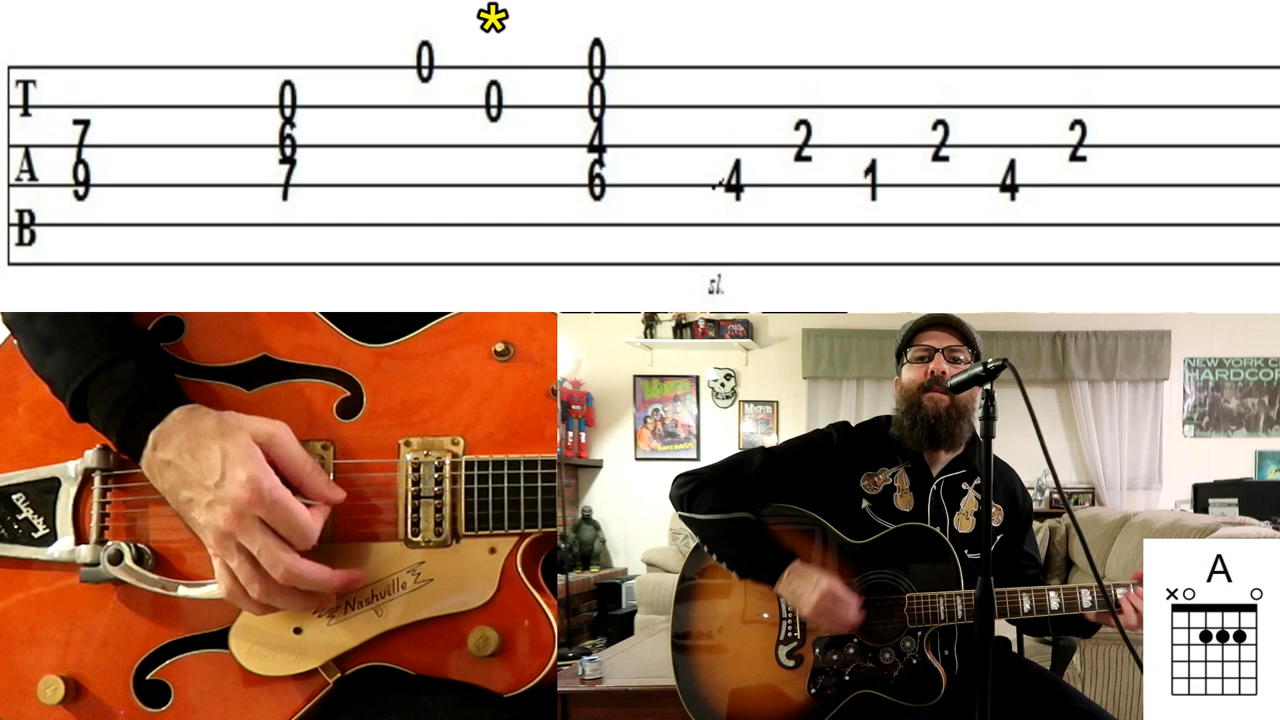 *
0 0
T 0 0 0
7 6 4 2 2 2
A 9 7 6 4 1 4
B
sl.
NEW YORK
HARDCOR
MISFITS
Bigsby
Nashville
A
x